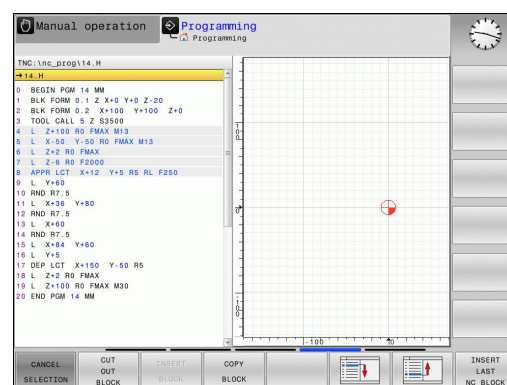 Manual operation
Programming
Programming
TNC:\nc_prog\14.H
→14.H
0 BEGIN PGM 14 MM
1 BLK FORM 0.1 Z X+0 Y+0 Z-20
2 BLK FORM 0.2 X+100 Y+100 Z+0
3 TOOL CALL 5 Z S3500
4 L Z+100 R0 FMAX M13
5 L X-50 Y-50 R0 FMAX M13
6 L Z+2 R0 FMAX
7 L Z-6 R0 F2000
8 APPR LCT X+12 Y+5 R5 RL F250
9 L Y+60
10 RND R7.5
11 L X+36 Y+80
12 RND R7.5
13 L X+60
14 RND R7.5
15 L X+84 Y+60
16 L Y+5
17 DEP LCT X+150 Y-50 R5
18 L Z+2 R0 FMAX
19 L Z+100 R0 FMAX M30
20 END PGM 14 MM
100
0
-100
-100
0
CANCEL
SELECTION
CUT
OUT
BLOCK
INSERT
BLOCK
COPY
BLOCK
INSERT
LAST
NC BLOCK